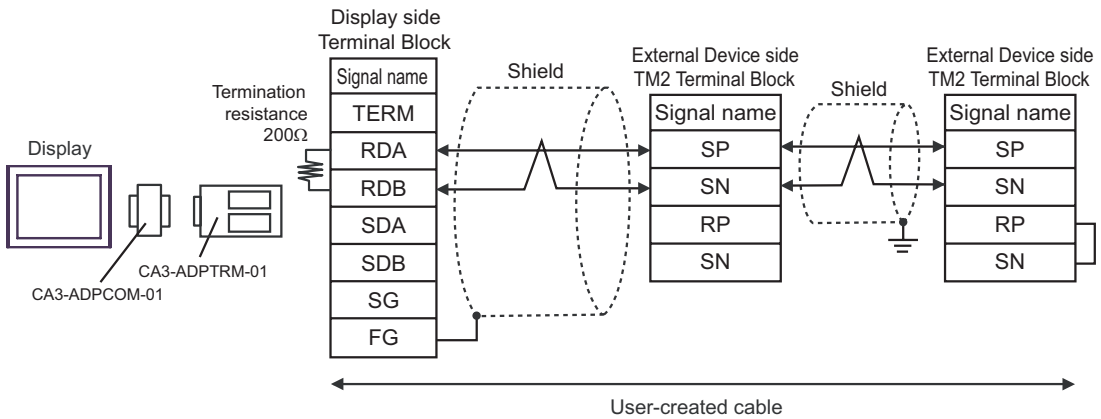 Display side
Terminal Block
Signal name
TERM
RDA
RDB
SDA
SDB
SG
FG
Termination
resistance
200Ω
Display
CA3-ADPCOM-01
CA3-ADPTRM-01
Shield
External Device side
TM2 Terminal Block
Signal name
SP
SN
RP
SN
Shield
External Device side
TM2 Terminal Block
Signal name
SP
SN
RP
SN
User-created cable